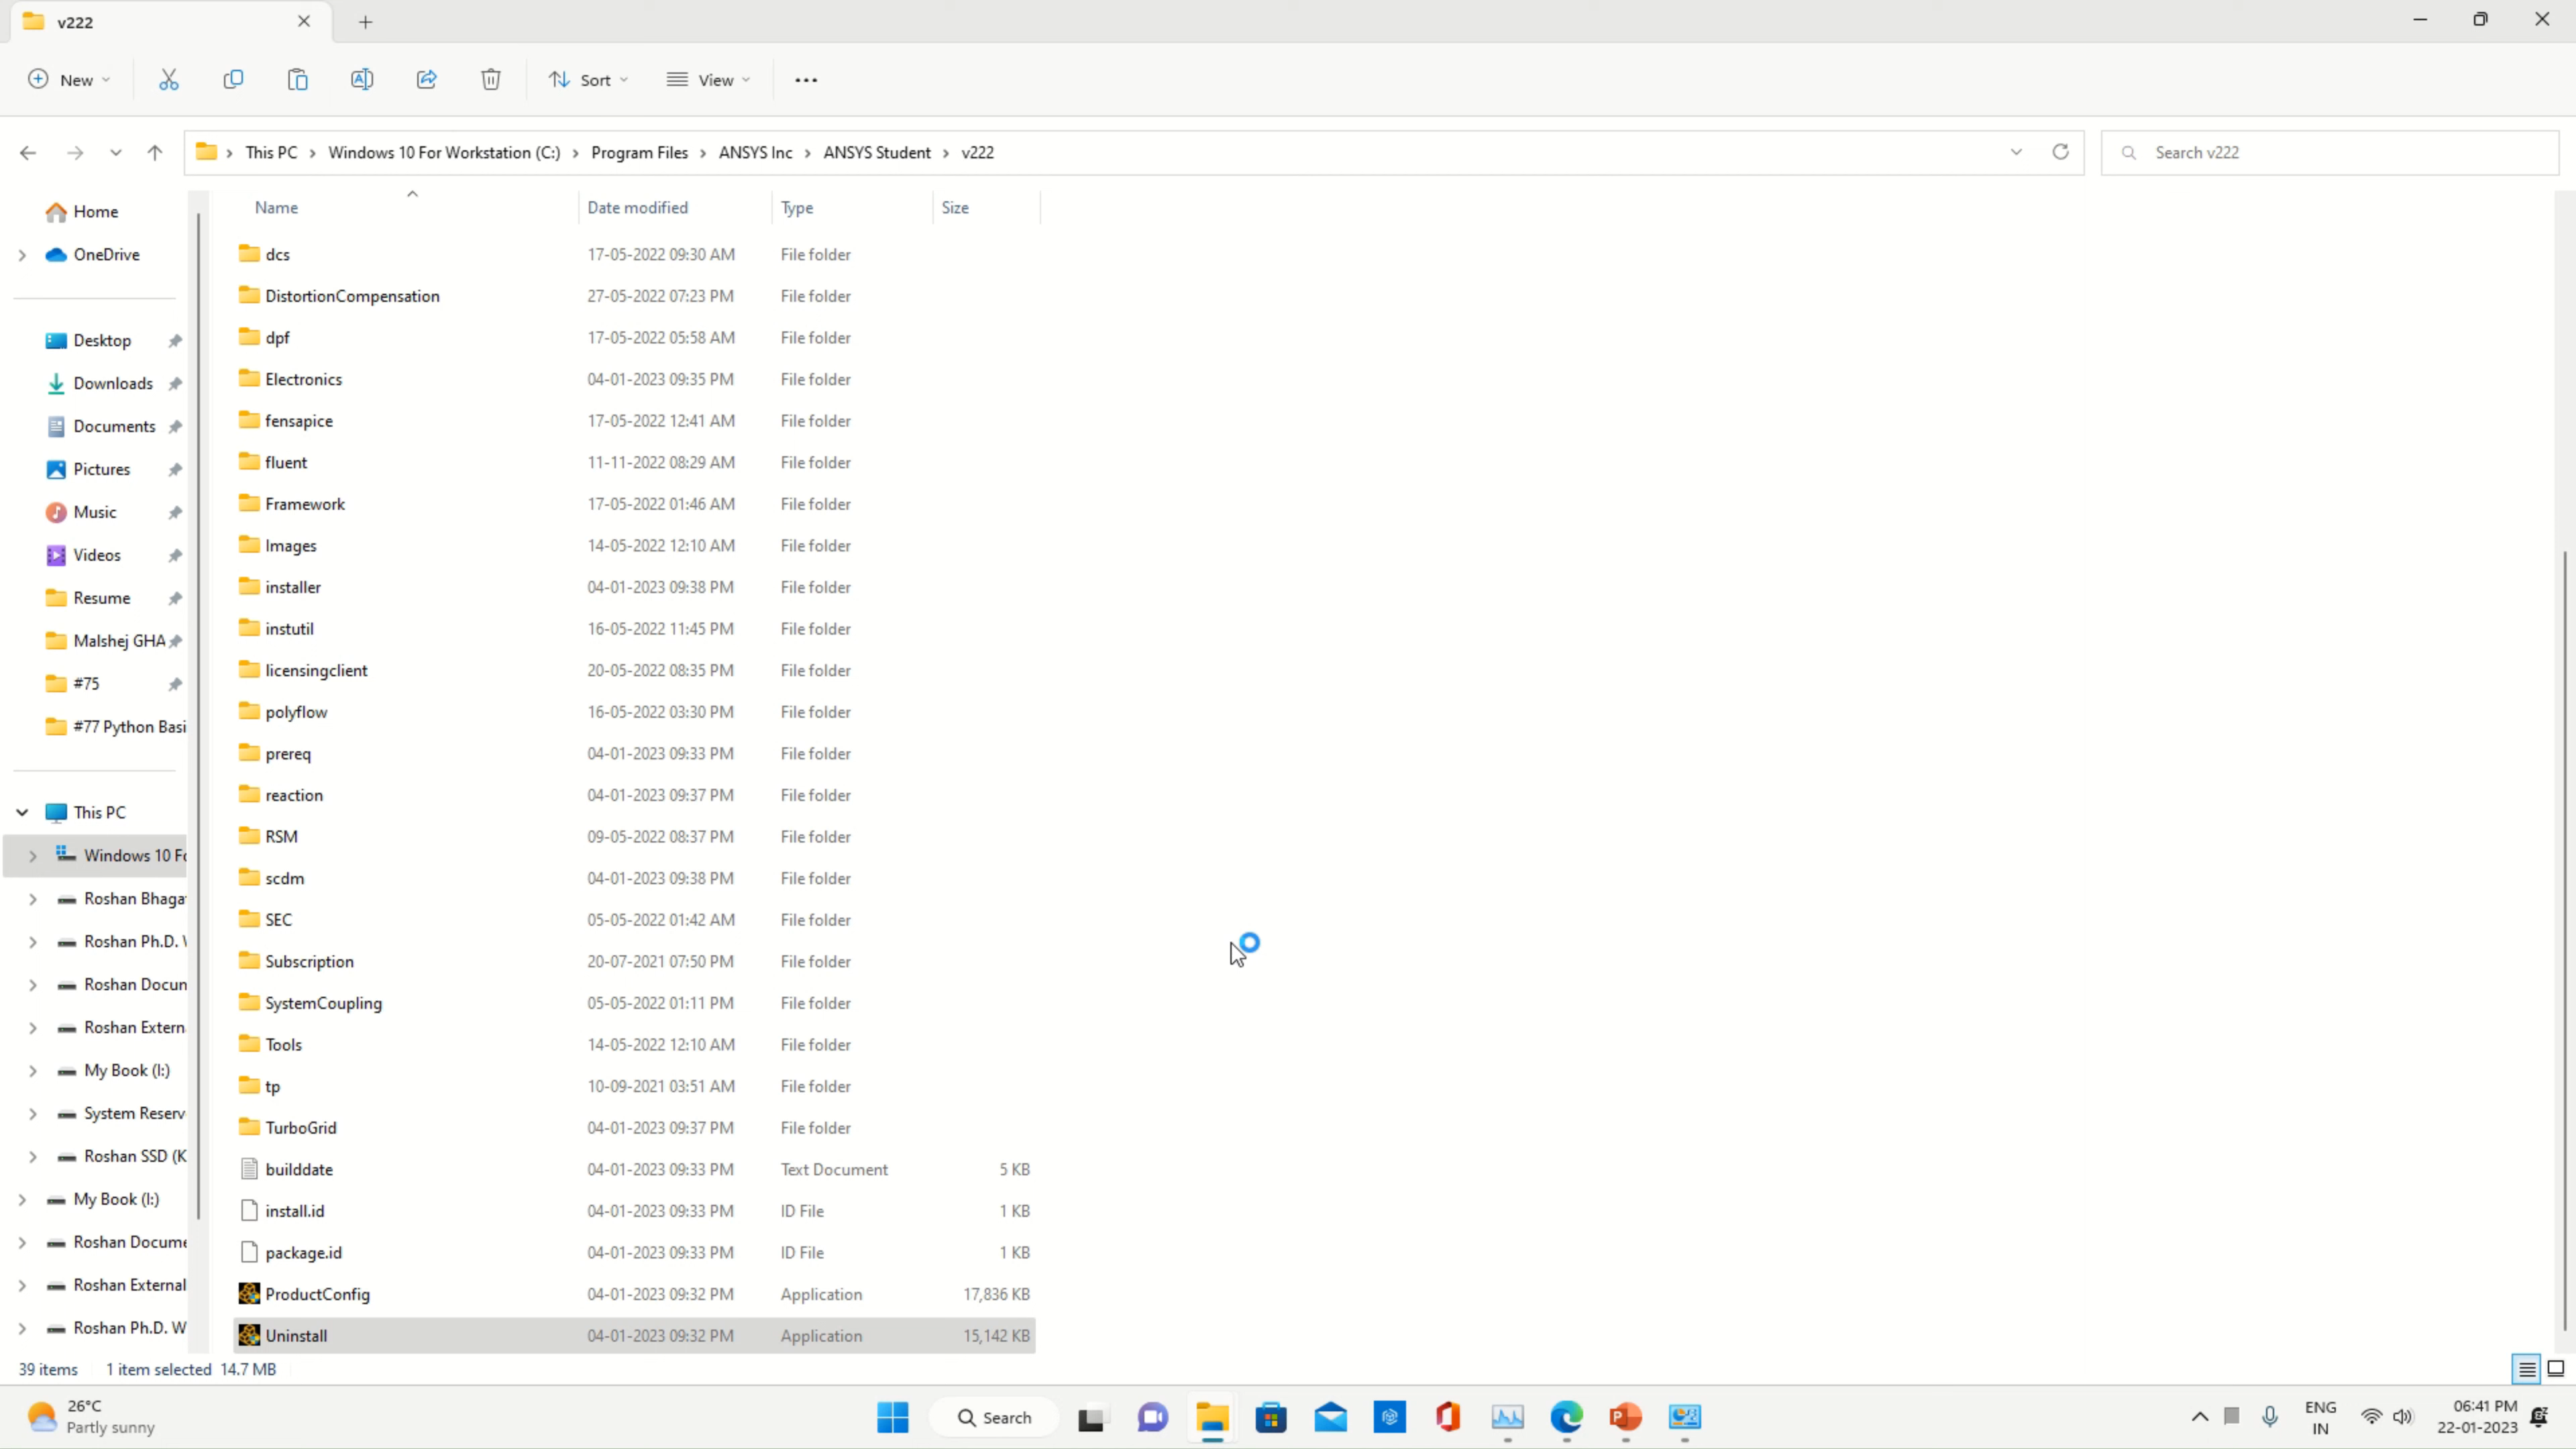 v222
New
Sort
View
This PC > Windows 10 For Workstation (C:) > Program Files > ANSYS Inc > ANSYS Student > v222
Search v222
Home
OneDrive
Desktop
Downloads
Documents
Pictures
Music
Videos
Resume
Malshej GHA
#75
#77 Python Basi
This PC
Windows 10 Fo
Roshan Bhaga
Roshan Ph.D. W
Roshan Docum
Roshan Extern
My Book (I:)
System Reserv
Roshan SSD (K
My Book (I:)
Roshan Docume
Roshan External
Roshan Ph.D. W
Name Date modified Type Size
dcs 17-05-2022 09:30 AM File folder
DistortionCompensation 27-05-2022 07:23 PM File folder
dpf 17-05-2022 05:58 AM File folder
Electronics 04-01-2023 09:35 PM File folder
fensapice 17-05-2022 12:41 AM File folder
fluent 11-11-2022 08:29 AM File folder
Framework 17-05-2022 01:46 AM File folder
Images 14-05-2022 12:10 AM File folder
installer 04-01-2023 09:38 PM File folder
instutil 16-05-2022 11:45 PM File folder
licensingclient 20-05-2022 08:35 PM File folder
polyflow 16-05-2022 03:30 PM File folder
prereq 04-01-2023 09:33 PM File folder
reaction 04-01-2023 09:37 PM File folder
RSM 09-05-2022 08:37 PM File folder
scdm 04-01-2023 09:38 PM File folder
SEC 05-05-2022 01:42 AM File folder
Subscription 20-07-2021 07:50 PM File folder
SystemCoupling 05-05-2022 01:11 PM File folder
Tools 14-05-2022 12:10 AM File folder
tp 10-09-2021 03:51 AM File folder
TurboGrid 04-01-2023 09:37 PM File folder
builddate 04-01-2023 09:33 PM Text Document 5 KB
install.id 04-01-2023 09:33 PM ID File 1 KB
package.id 04-01-2023 09:33 PM ID File 1 KB
ProductConfig 04-01-2023 09:32 PM Application 17,836 KB
Uninstall 04-01-2023 09:32 PM Application 15,142 KB
39 items 1 item selected 14.7 MB
26°C
Partly sunny
Search
ENG
IN
06:41 PM
22-01-2023